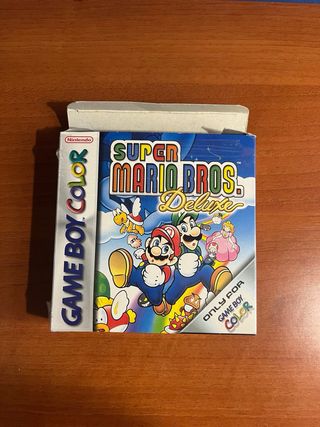 Nintendo
GAME BOY COLOR
SUPER
MARIO BROS.
Deluxe
ONLY FOR
GAME BOY
COLOR